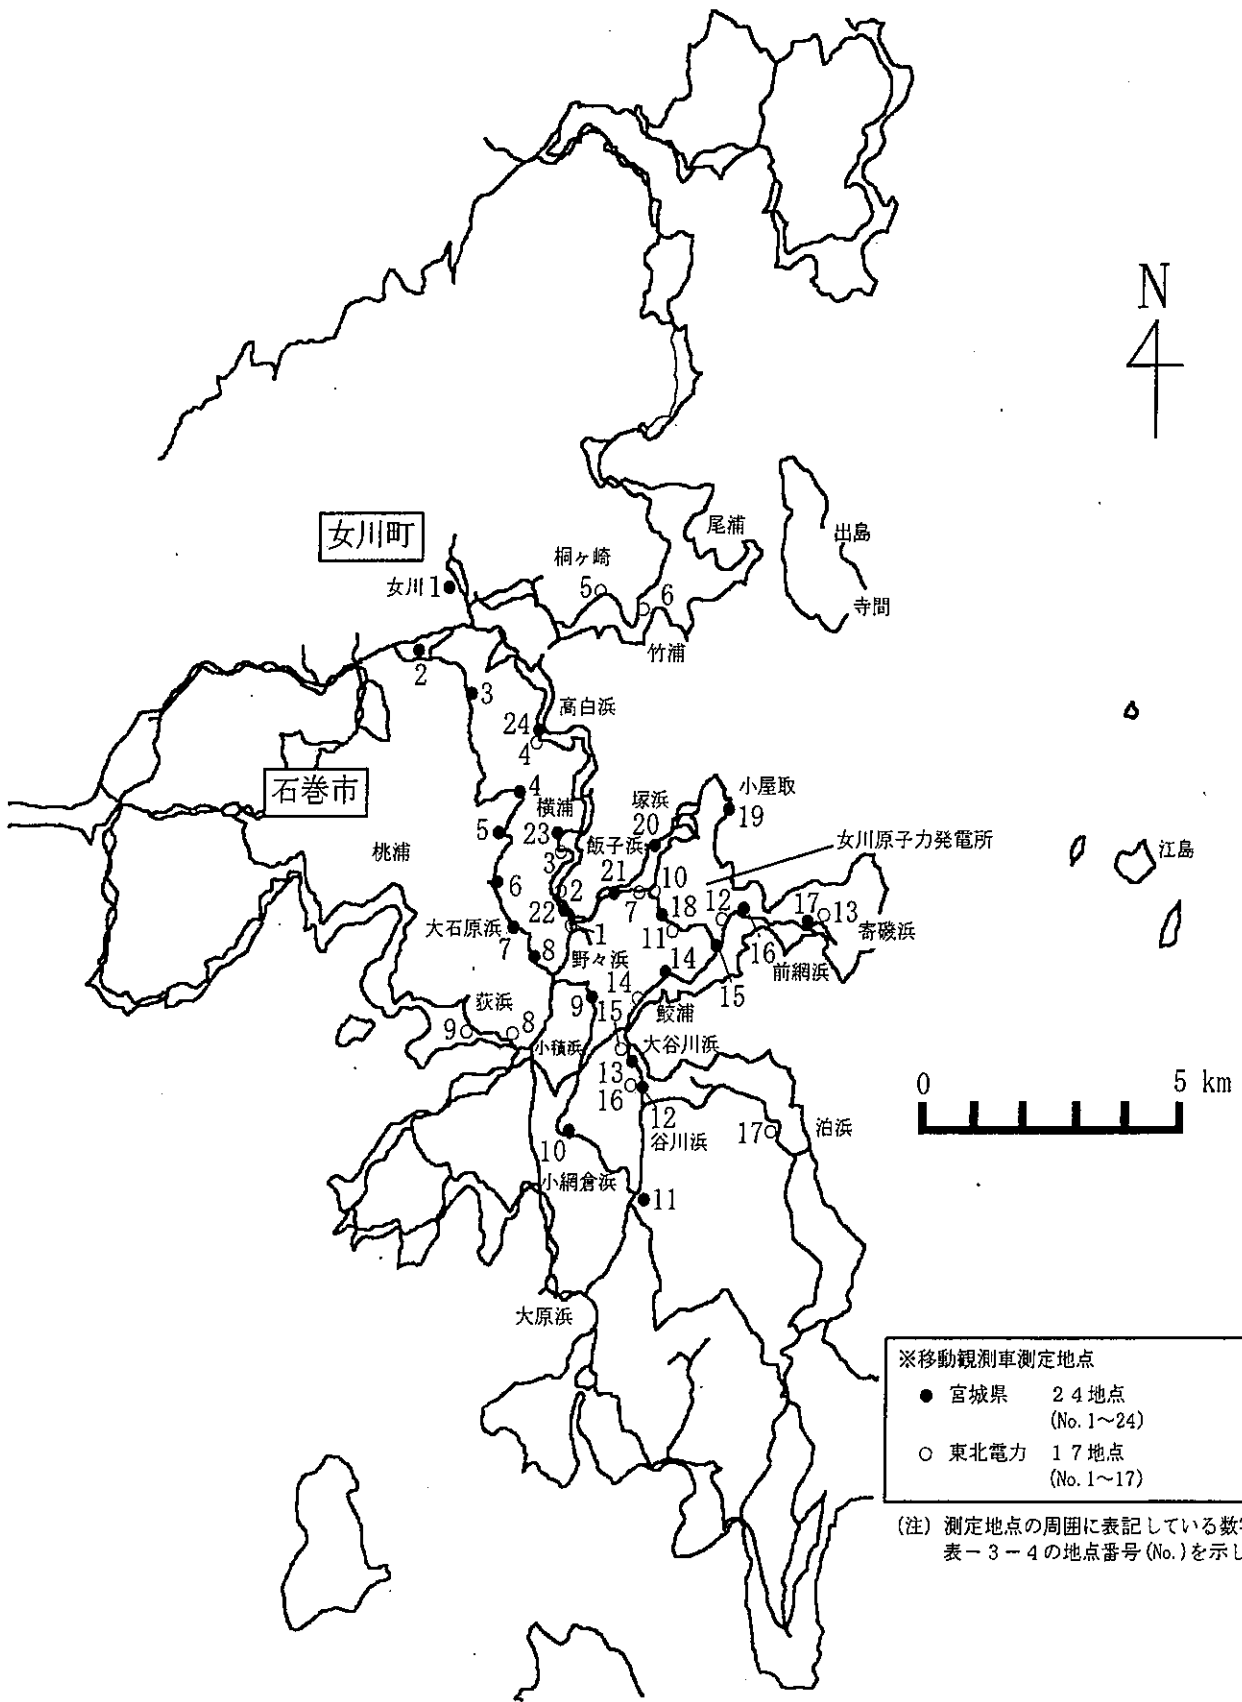 N
女川町
尾浦
出島
桐ヶ崎
女川 1
5
6
寺間
竹浦
2
3
高白浜
24
4
石巻市
4
小屋取
横浦
塚浜
19
5
23
20
飯子浜
女川原子力発電所
桃浦
3
江島
6
21
10
2
7
18
12
17
13
22
大石原浜
寄磯浜
1
11
16
7
8
野々浜
14
前網浜
15
9
14
荻浜
15
鮫浦
9
8
小積浜
大谷川浜
13
0 5 km
16
12
谷川浜
17
泊浜
10
小網倉浜
11
大原浜
※移動観測車測定地点
● 宮城県 24地点
(No.1～24)
○ 東北電力 17地点
(No.1～17)
(注) 測定地点の周囲に表記している数
表－3－4の地点番号(No.)を示し